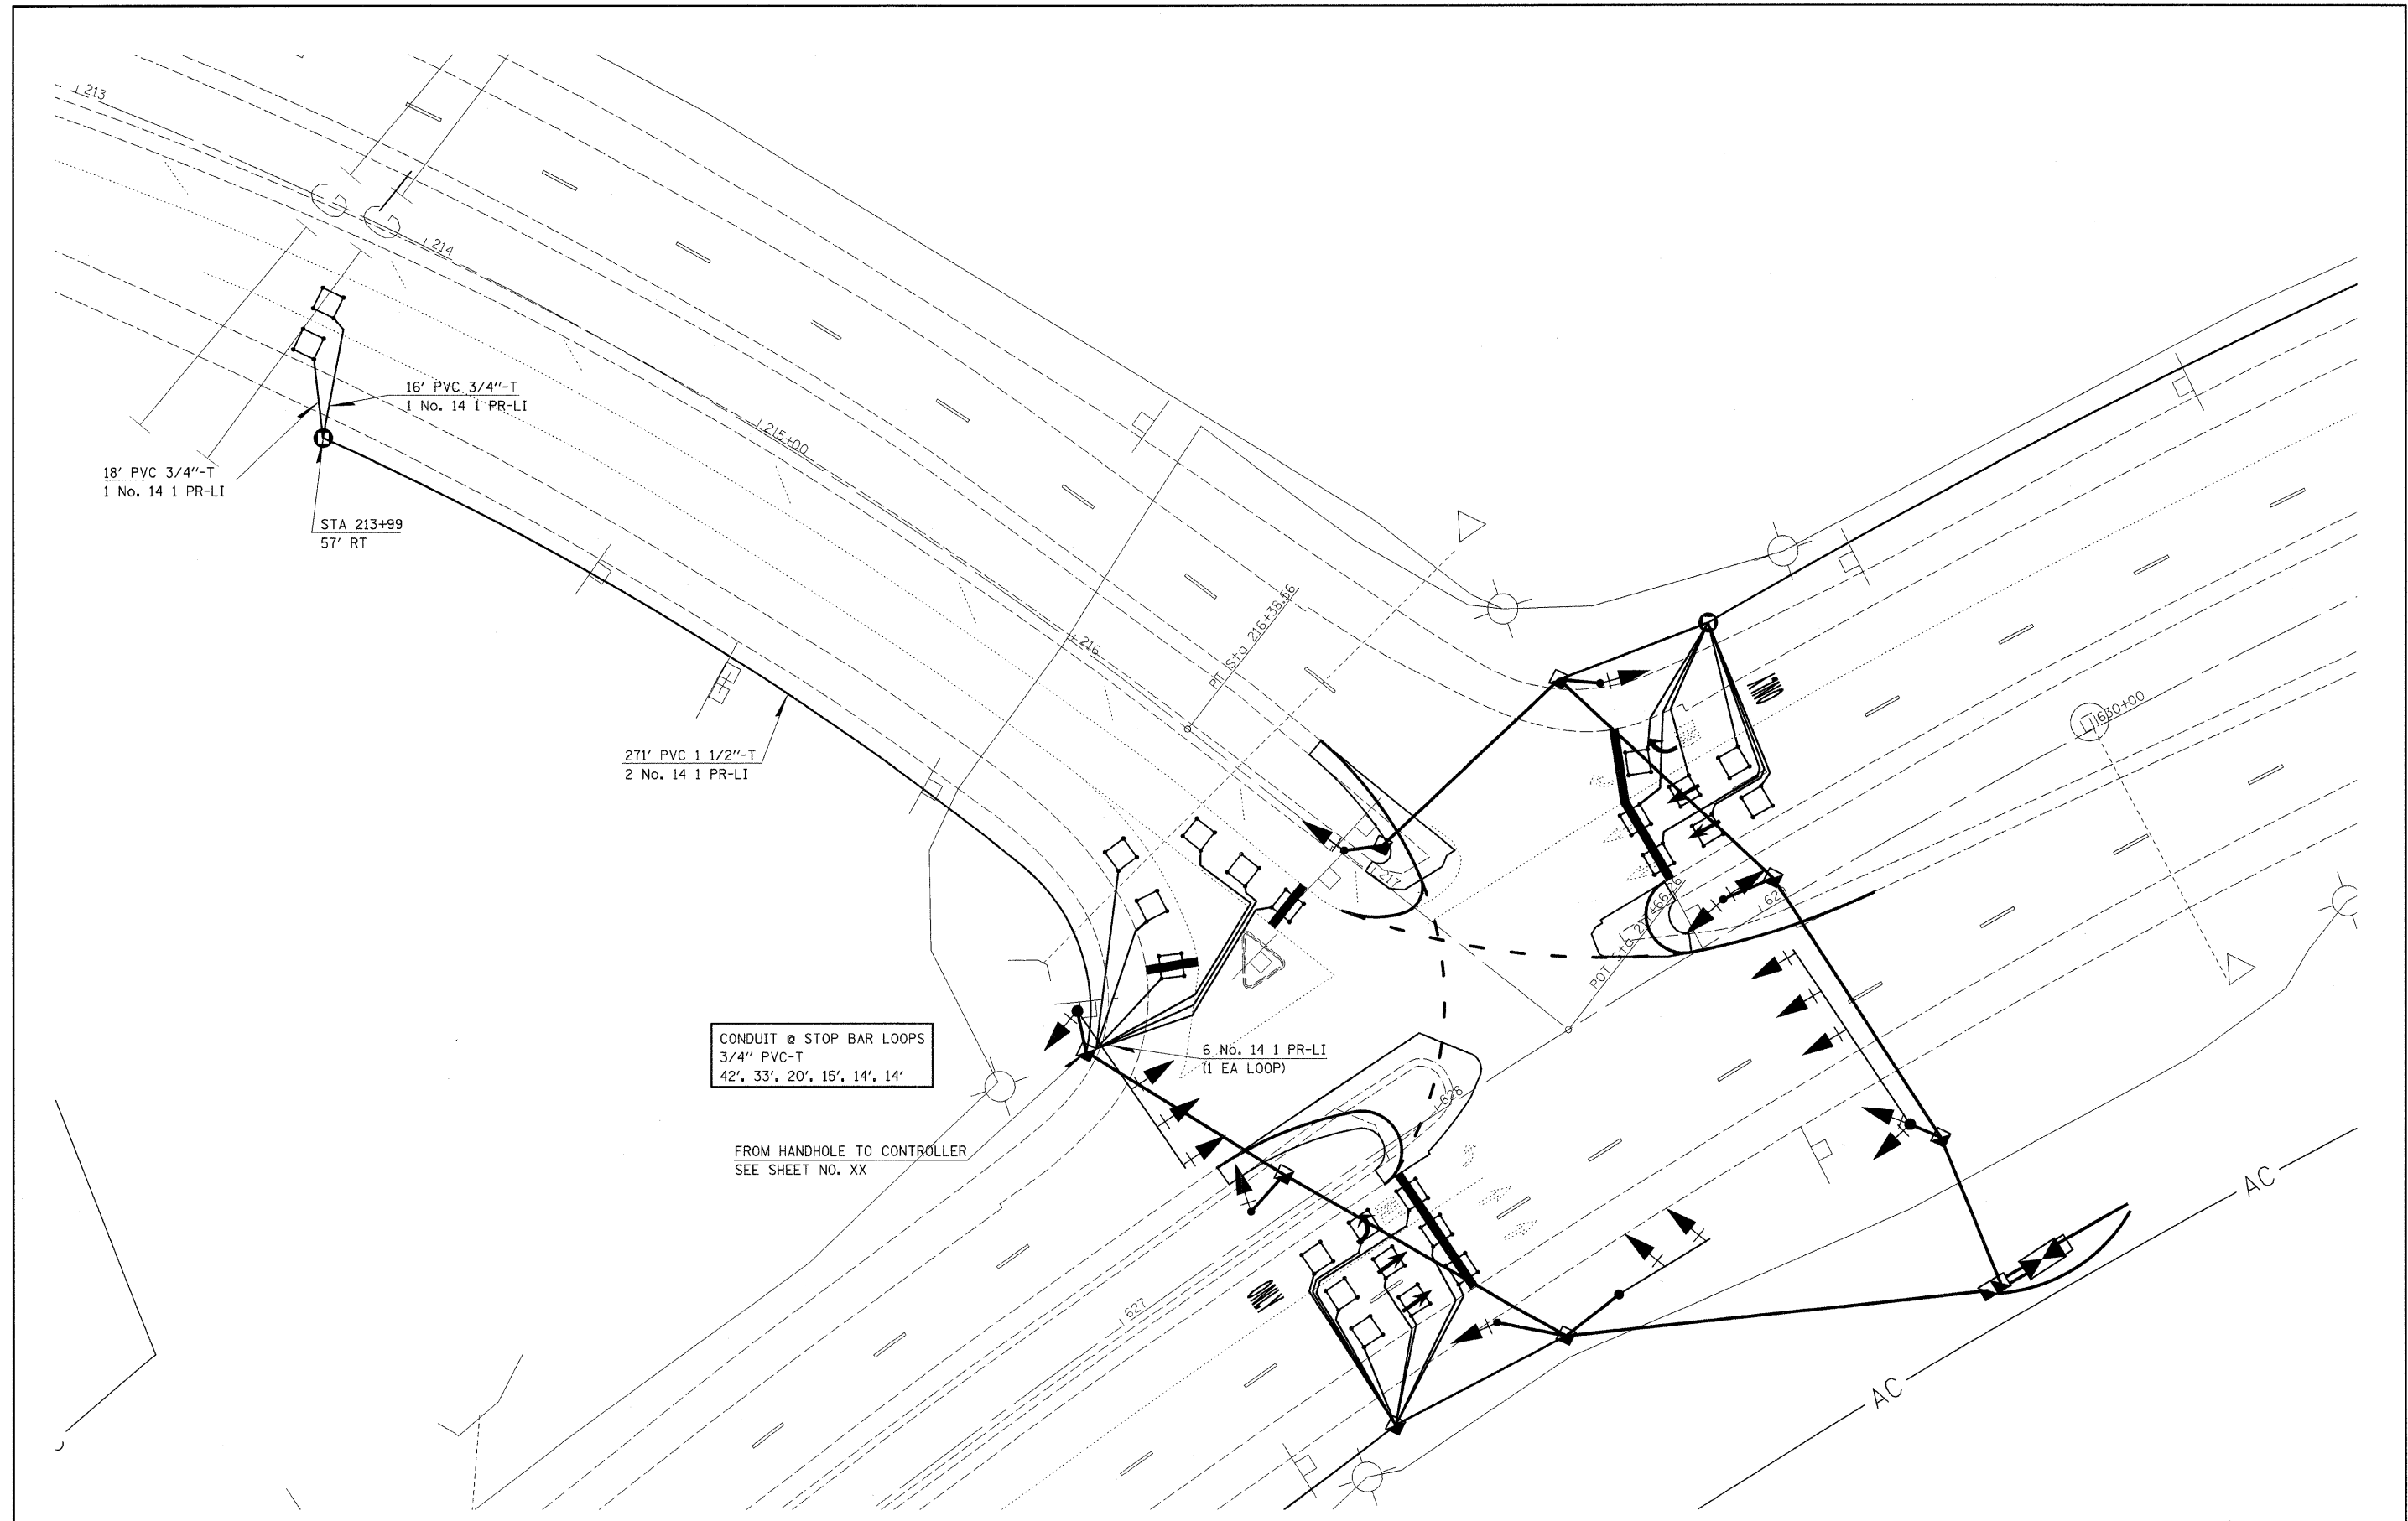 213
214
16' PVC 3/4"-T
1 No. 14 1 PR-LI
18' PVC 3/4"-T
1 No. 14 1 PR-LI
STA 213+99
57' RT
215+00
216
PIT Sta 216+38.56
271' PVC 1 1/2"-T
2 No. 14 1 PR-LI
ONLY
630+00
217
POT Sta
CONDUIT @ STOP BAR LOOPS
3/4" PVC-T
42', 33', 20', 15', 14', 14'
6 No. 14 1 PR-LI
(1 EA LOOP)
628
FROM HANDHOLE TO CONTROLLER
SEE SHEET NO. XX
AC
ONLY
627
AC